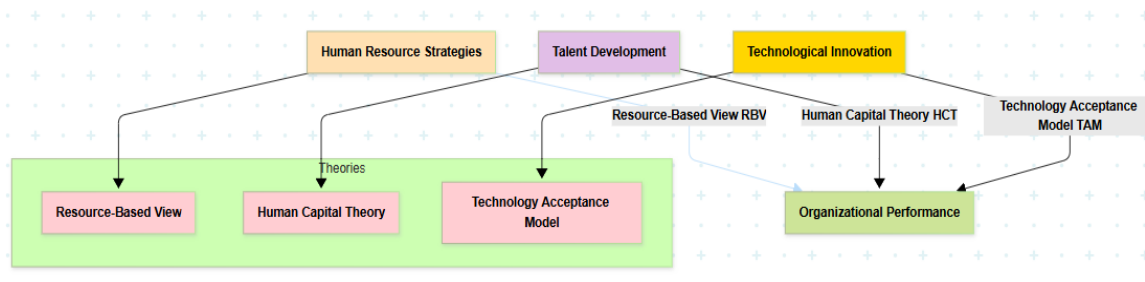 Human Resource Strategies
Talent Development
Technological Innovation
Resource-Based View RBV
Human Capital Theory HCT
Technology Acceptance
Model TAM
Theories
Resource-Based View
Human Capital Theory
Technology Acceptance
Model
Organizational Performance